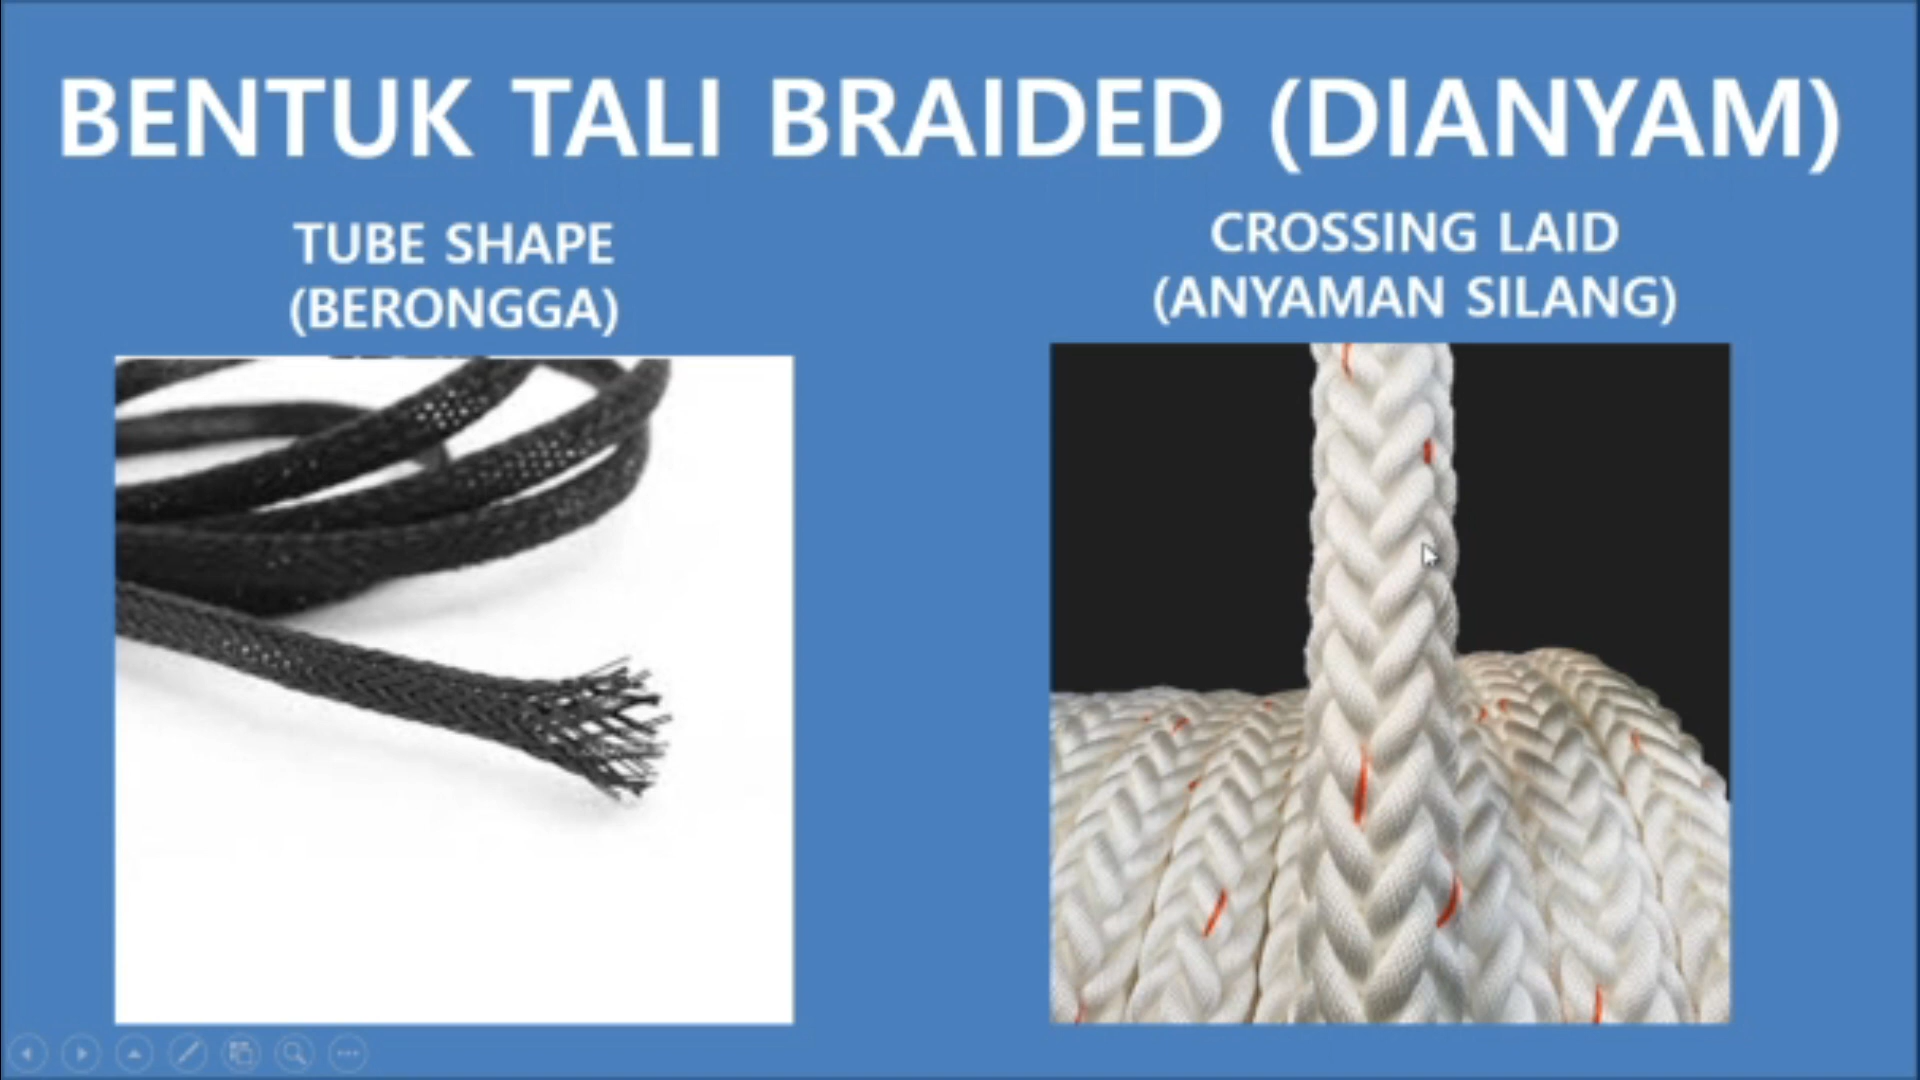 BENTUK TALI BRAIDED (DIANYAM)
TUBE SHAPE
(BERONGGA)
CROSSING LAID
(ANYAMAN SILANG)